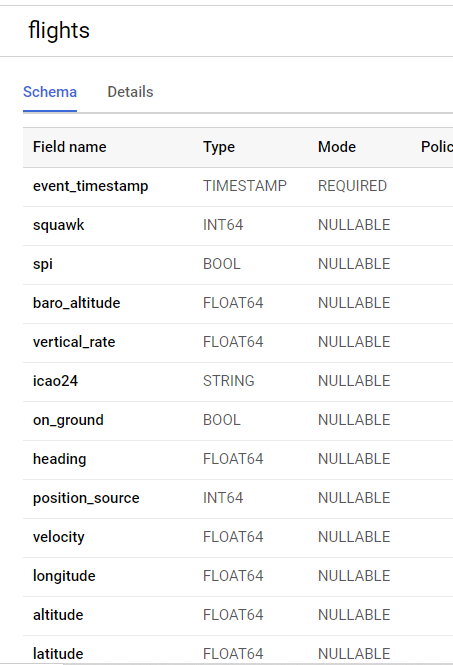 flights
Schema Details
Field name Type Mode Polic
event_timestamp TIMESTAMP REQUIRED
squawk INT64 NULLABLE
spi BOOL NULLABLE
baro_altitude FLOAT64 NULLABLE
vertical_rate FLOAT64 NULLABLE
icao24 STRING NULLABLE
on_ground BOOL NULLABLE
heading FLOAT64 NULLABLE
position_source INT64 NULLABLE
velocity FLOAT64 NULLABLE
longitude FLOAT64 NULLABLE
altitude FLOAT64 NULLABLE
latitude FLOAT64 NULLABLE